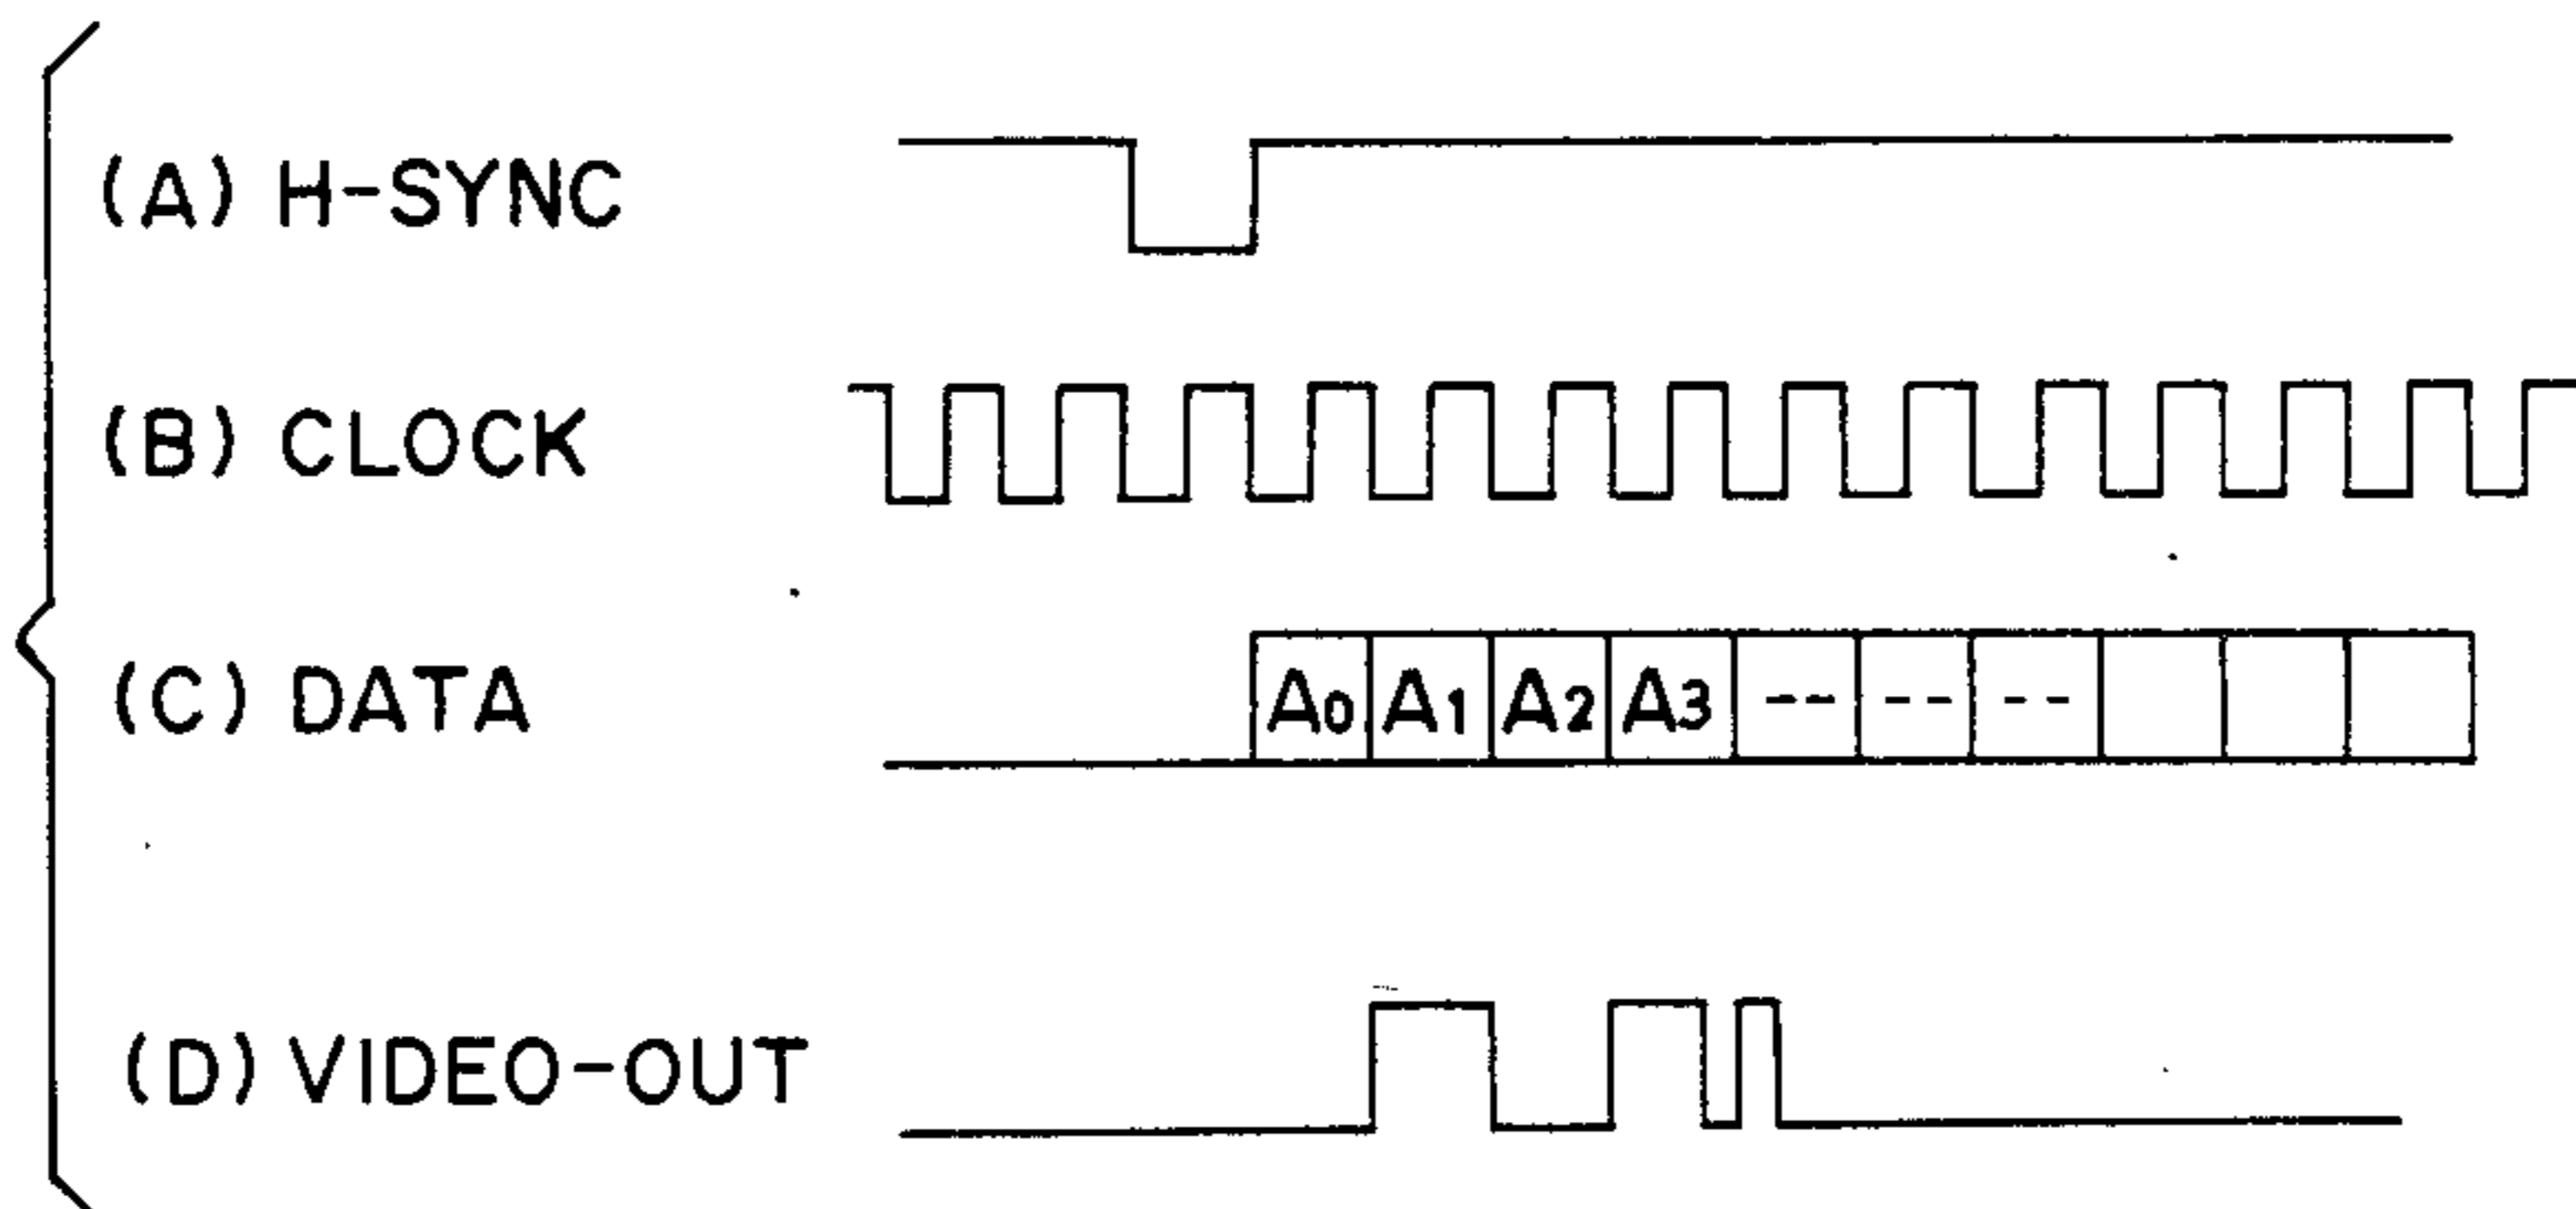 (A) H-SYNC
(B) CLOCK
(C) DATA
A0 A1 A2 A3 -- -- --
(D) VIDEO-OUT